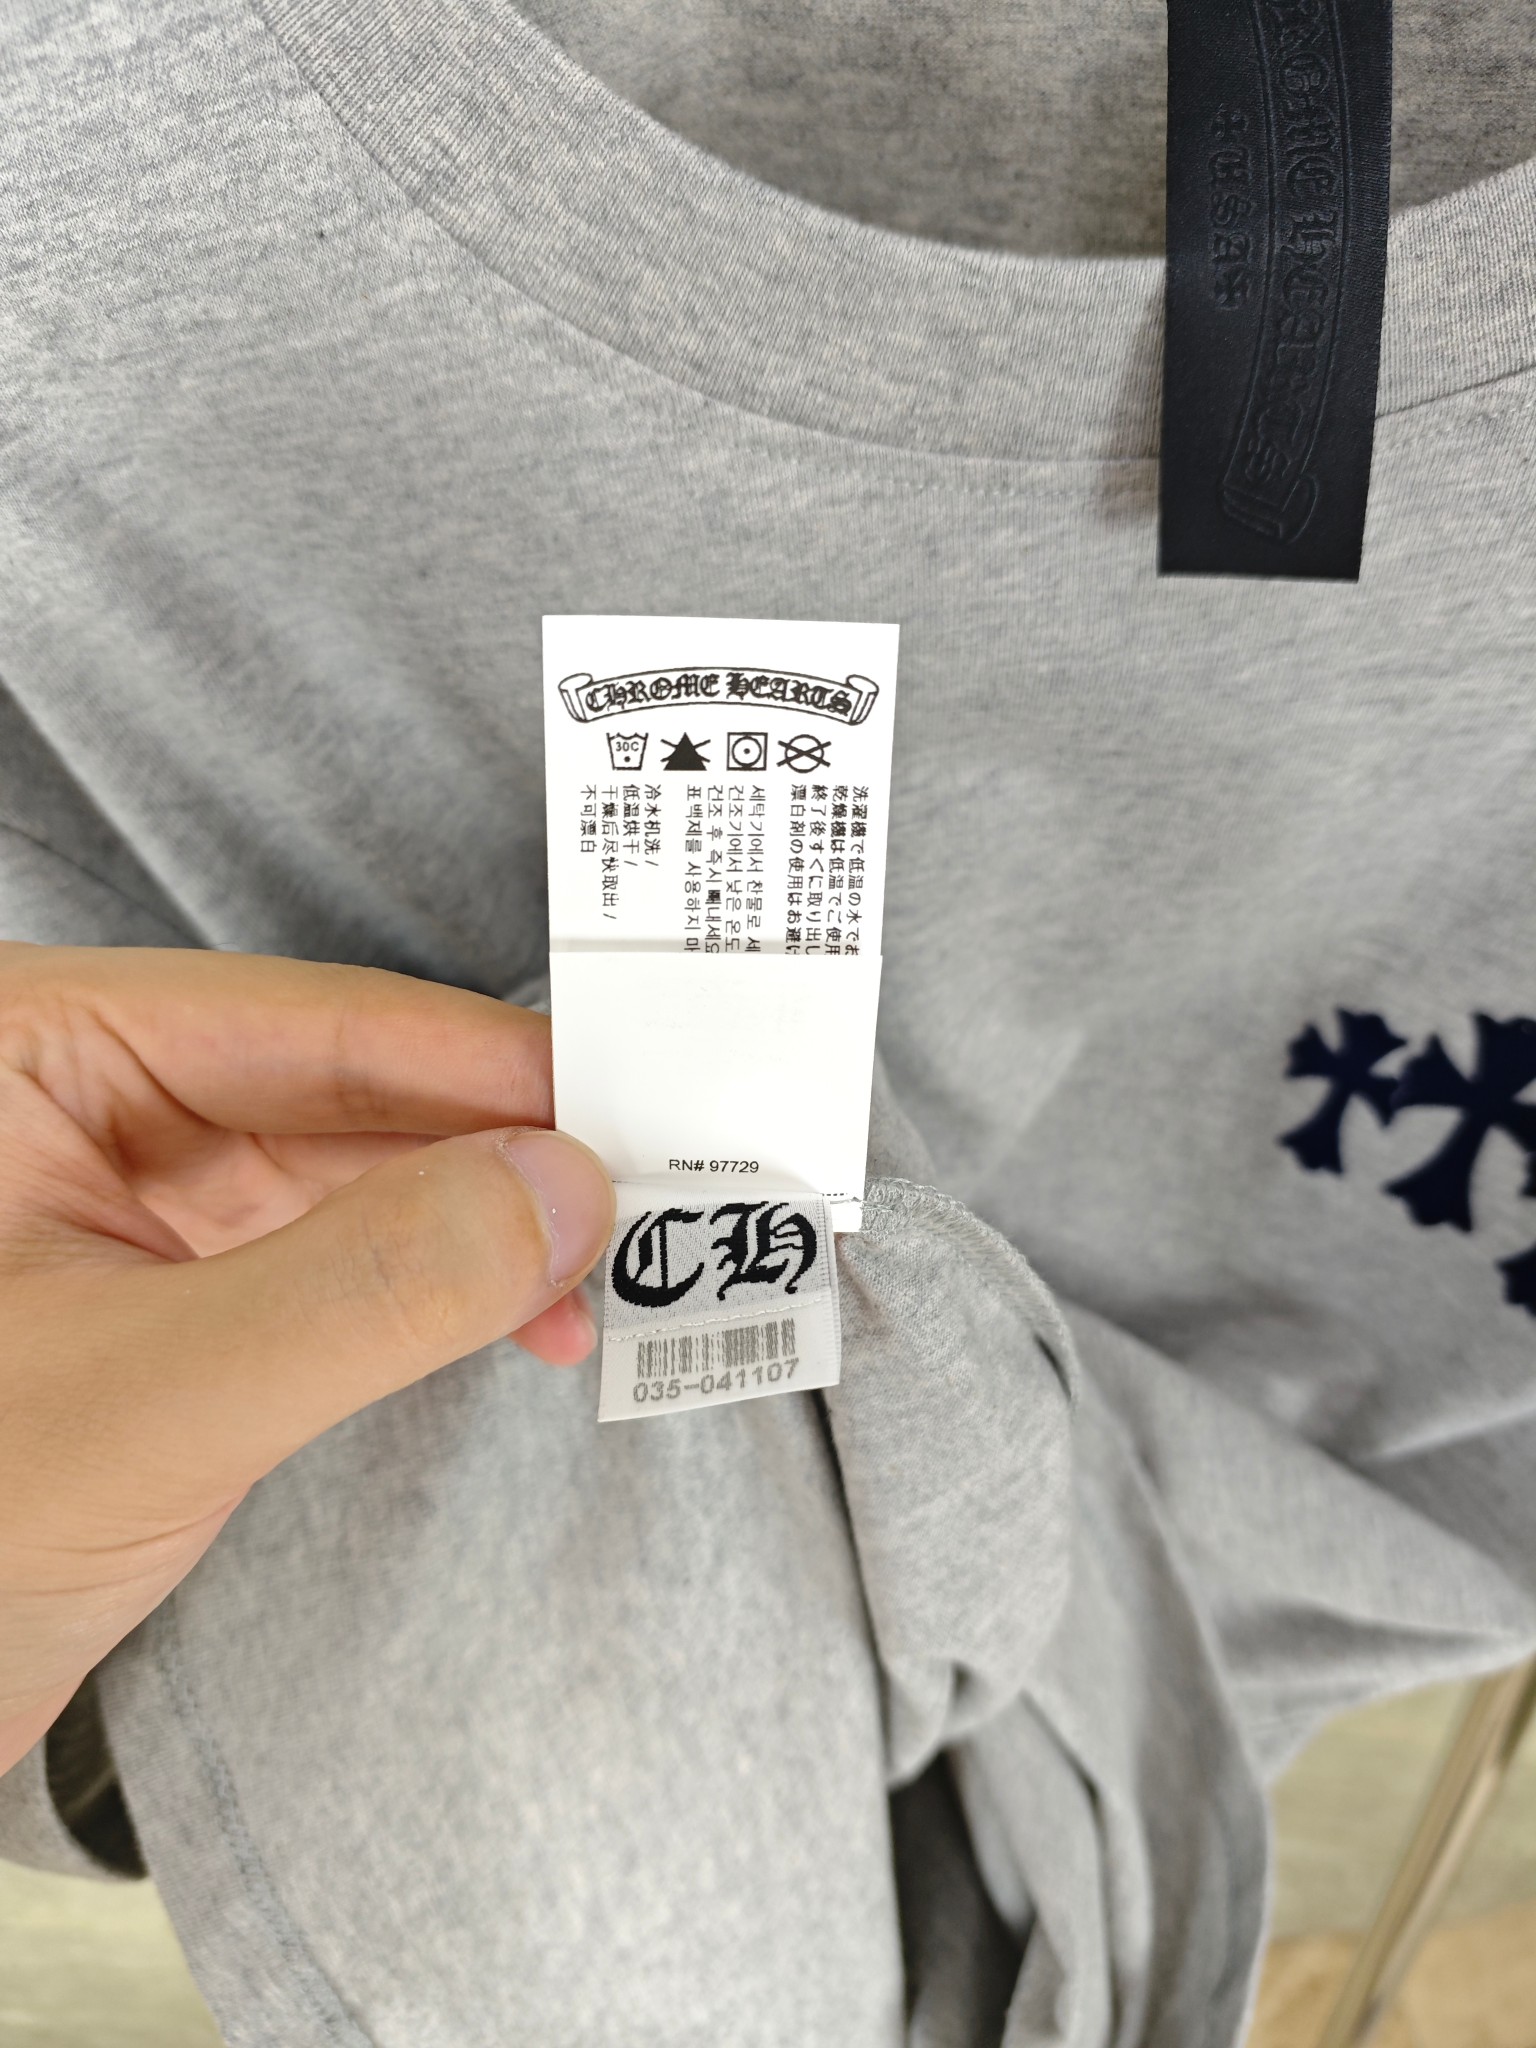 CHROME HEARTS
✠ USA ✠
CHROME HEARTS
30C
洗濯機で低温の水でお
乾燥機は低温でご使用
終了後すぐに取り出し
漂白剤の使用はお避け
세탁기에서 찬물로 세
건조기에서 낮은 온도
건조 후 즉시 빼내세요
표백제를 사용하지 마
冷水机洗/
低温烘干/
干燥后尽快取出/
不可漂白
RN# 97729
CH
035-041107